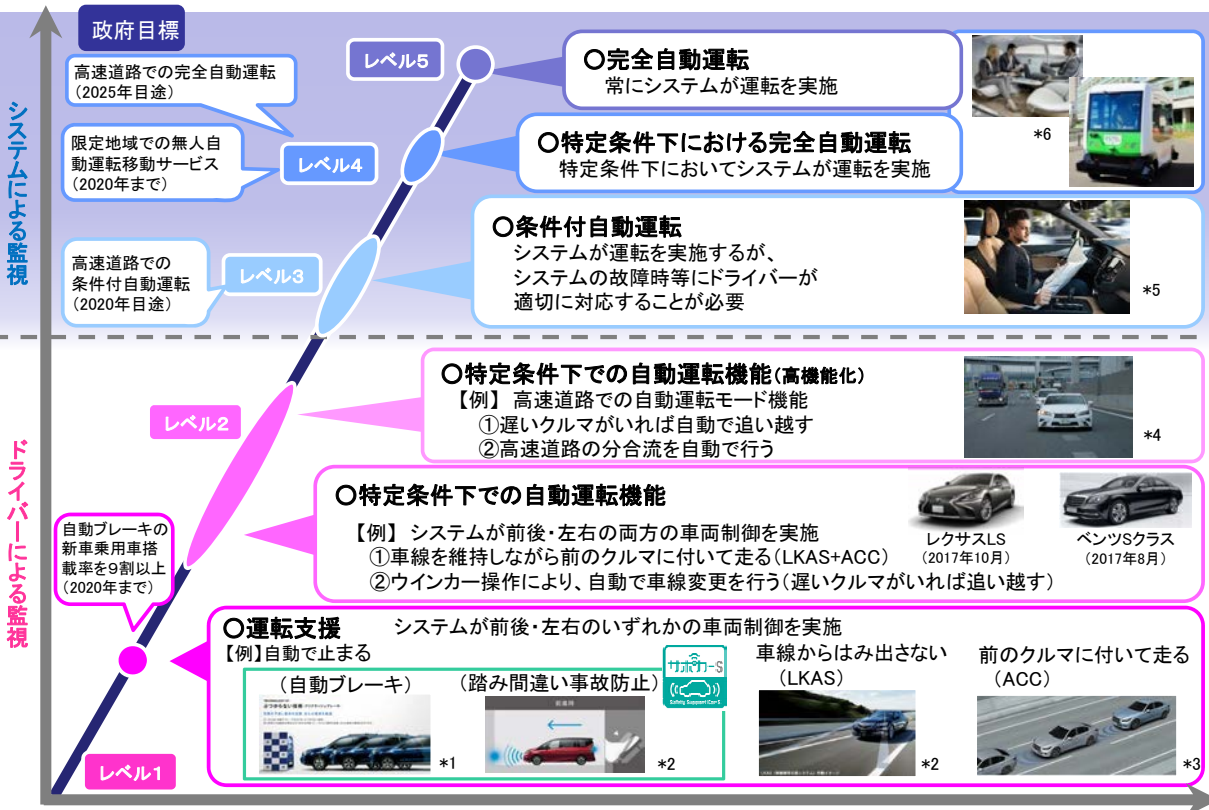 政府目標
高速道路での完全自動運転
(2025年目途)
限定地域での無人自
動運転移動サービス
(2020年まで)
高速道路での
条件付自動運転
(2020年目途)
自動ブレーキの
新車乗用車搭
載率を9割以上
(2020年まで)
システムによる監視
ドライバーによる監視
レベル5
○完全自動運転
常にシステムが運転を実施
レベル4
○特定条件下における完全自動運転
特定条件下においてシステムが運転を実施
*6
レベル3
○条件付自動運転
システムが運転を実施するが、
システムの故障時等にドライバーが
適切に対応することが必要
*5
レベル2
○特定条件下での自動運転機能(高機能化)
【例】 高速道路での自動運転モード機能
①遅いクルマがいれば自動で追い越す
②高速道路の分合流を自動で行う
*4
○特定条件下での自動運転機能
【例】 システムが前後・左右の両方の車両制御を実施
①車線を維持しながら前のクルマに付いて走る(LKAS+ACC)
②ウインカー操作により、自動で車線変更を行う(遅いクルマがいれば追い越す)
レクサスLS
(2017年10月)
ベンツSクラス
(2017年8月)
レベル1
○運転支援 システムが前後・左右のいずれかの車両制御を実施
【例】自動で止まる
(自動ブレーキ)
*1
(踏み間違い事故防止)
前進時
*2
サポカーS
Safety Support Car S
車線からはみ出さない
(LKAS)
*2
前のクルマに付いて走る
(ACC)
*3